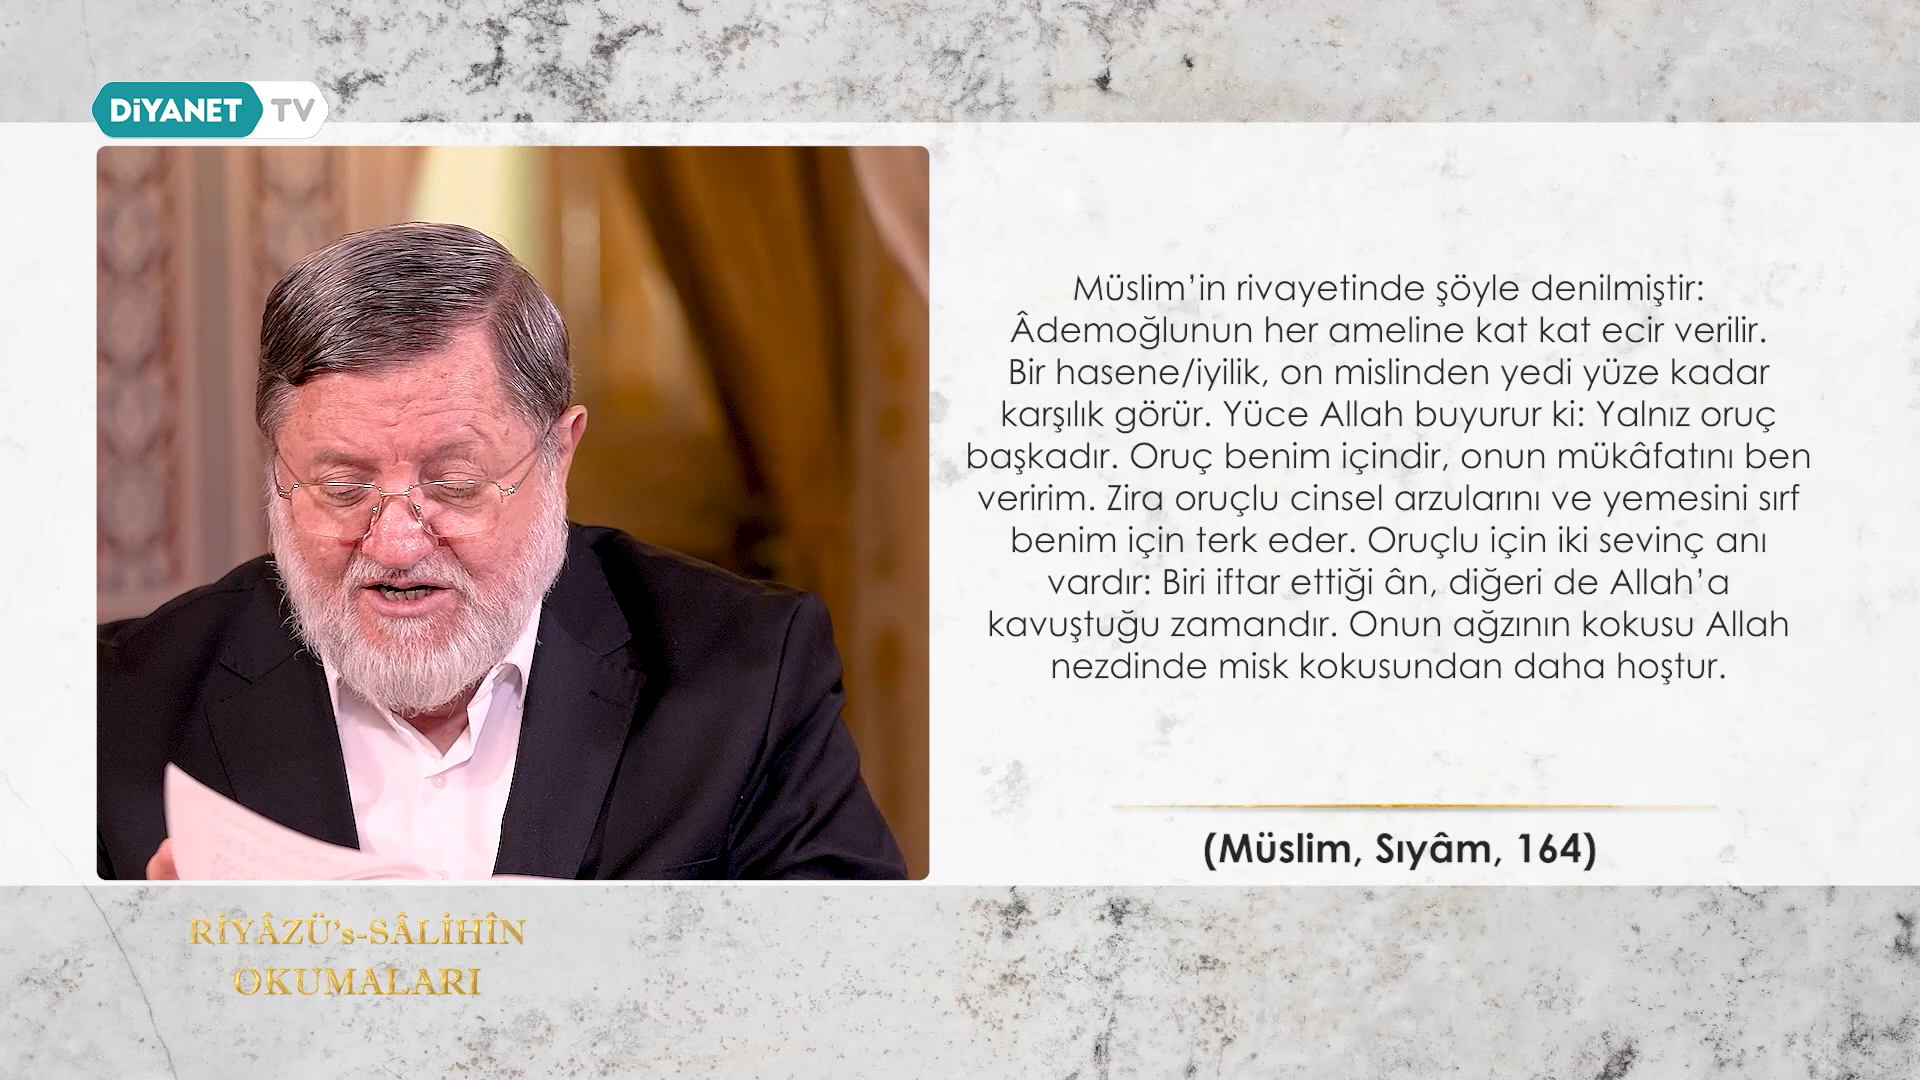 DİYANET TV
Müslim’in rivayetinde şöyle denilmiştir:
Âdemoğlunun her ameline kat kat ecir verilir.
Bir hasene/iyilik, on mislinden yedi yüze kadar
karşılık görür. Yüce Allah buyurur ki: Yalnız oruç
başkadır. Oruç benim içindir, onun mükâfatını ben
veririm. Zira oruçlu cinsel arzularını ve yemesini sırf
benim için terk eder. Oruçlu için iki sevinç anı
vardır: Biri iftar ettiği ân, diğeri de Allah’a
kavuştuğu zamandır. Onun ağzının kokusu Allah
nezdinde misk kokusundan daha hoştur.
(Müslim, Sıyâm, 164)
RİYÂZÜ’s-SÂLİHÎN
OKUMALARI